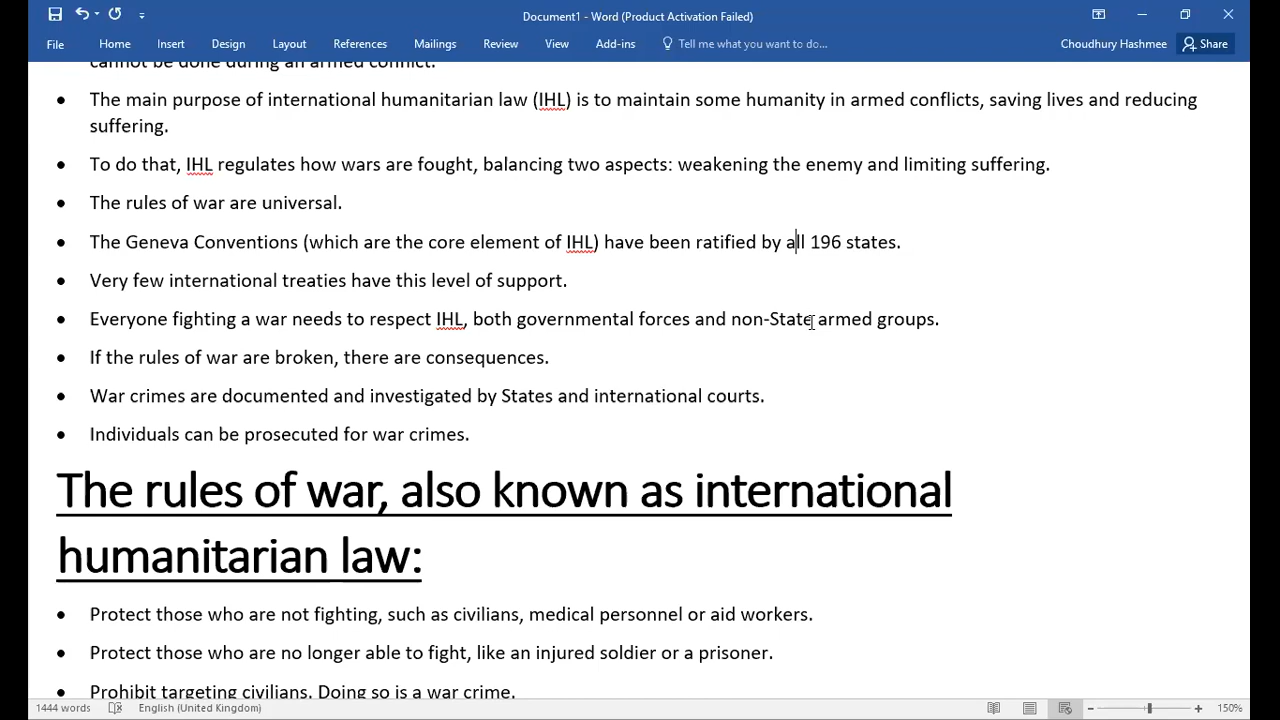 Document1 - Word (Product Activation Failed)
File Home Insert Design Layout References Mailings Review View Add-ins Tell me what you want to do... Choudhury Hashmee Share
cannot be done during an armed conflict.
• The main purpose of international humanitarian law (IHL) is to maintain some humanity in armed conflicts, saving lives and reducing
suffering.
• To do that, IHL regulates how wars are fought, balancing two aspects: weakening the enemy and limiting suffering.
• The rules of war are universal.
• The Geneva Conventions (which are the core element of IHL) have been ratified by all 196 states.
• Very few international treaties have this level of support.
• Everyone fighting a war needs to respect IHL, both governmental forces and non-State armed groups.
• If the rules of war are broken, there are consequences.
• War crimes are documented and investigated by States and international courts.
• Individuals can be prosecuted for war crimes.
The rules of war, also known as international
humanitarian law:
• Protect those who are not fighting, such as civilians, medical personnel or aid workers.
• Protect those who are no longer able to fight, like an injured soldier or a prisoner.
• Prohibit targeting civilians. Doing so is a war crime.
1444 words English (United Kingdom) 150%